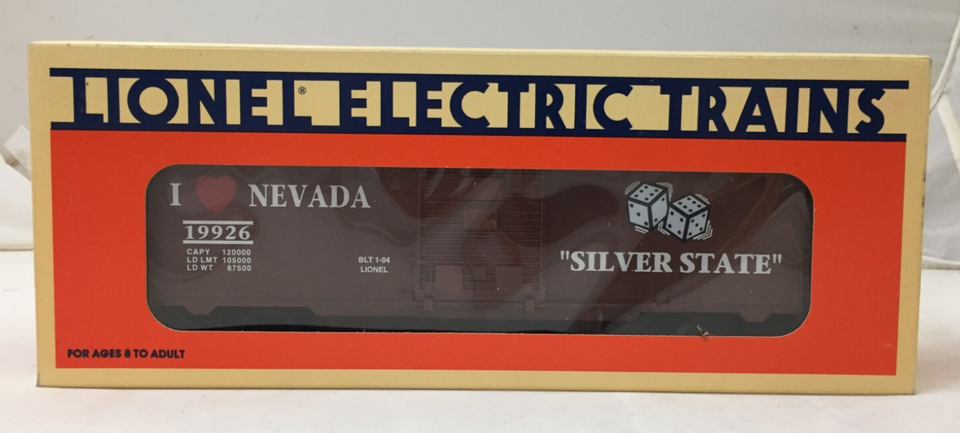 LIONEL® ELECTRIC TRAINS
I ❤ NEVADA
19926
CAPY 120000
LD LMT 105000
LD WT 67500
BLT 1-94
LIONEL
"SILVER STATE"
FOR AGES 8 TO ADULT